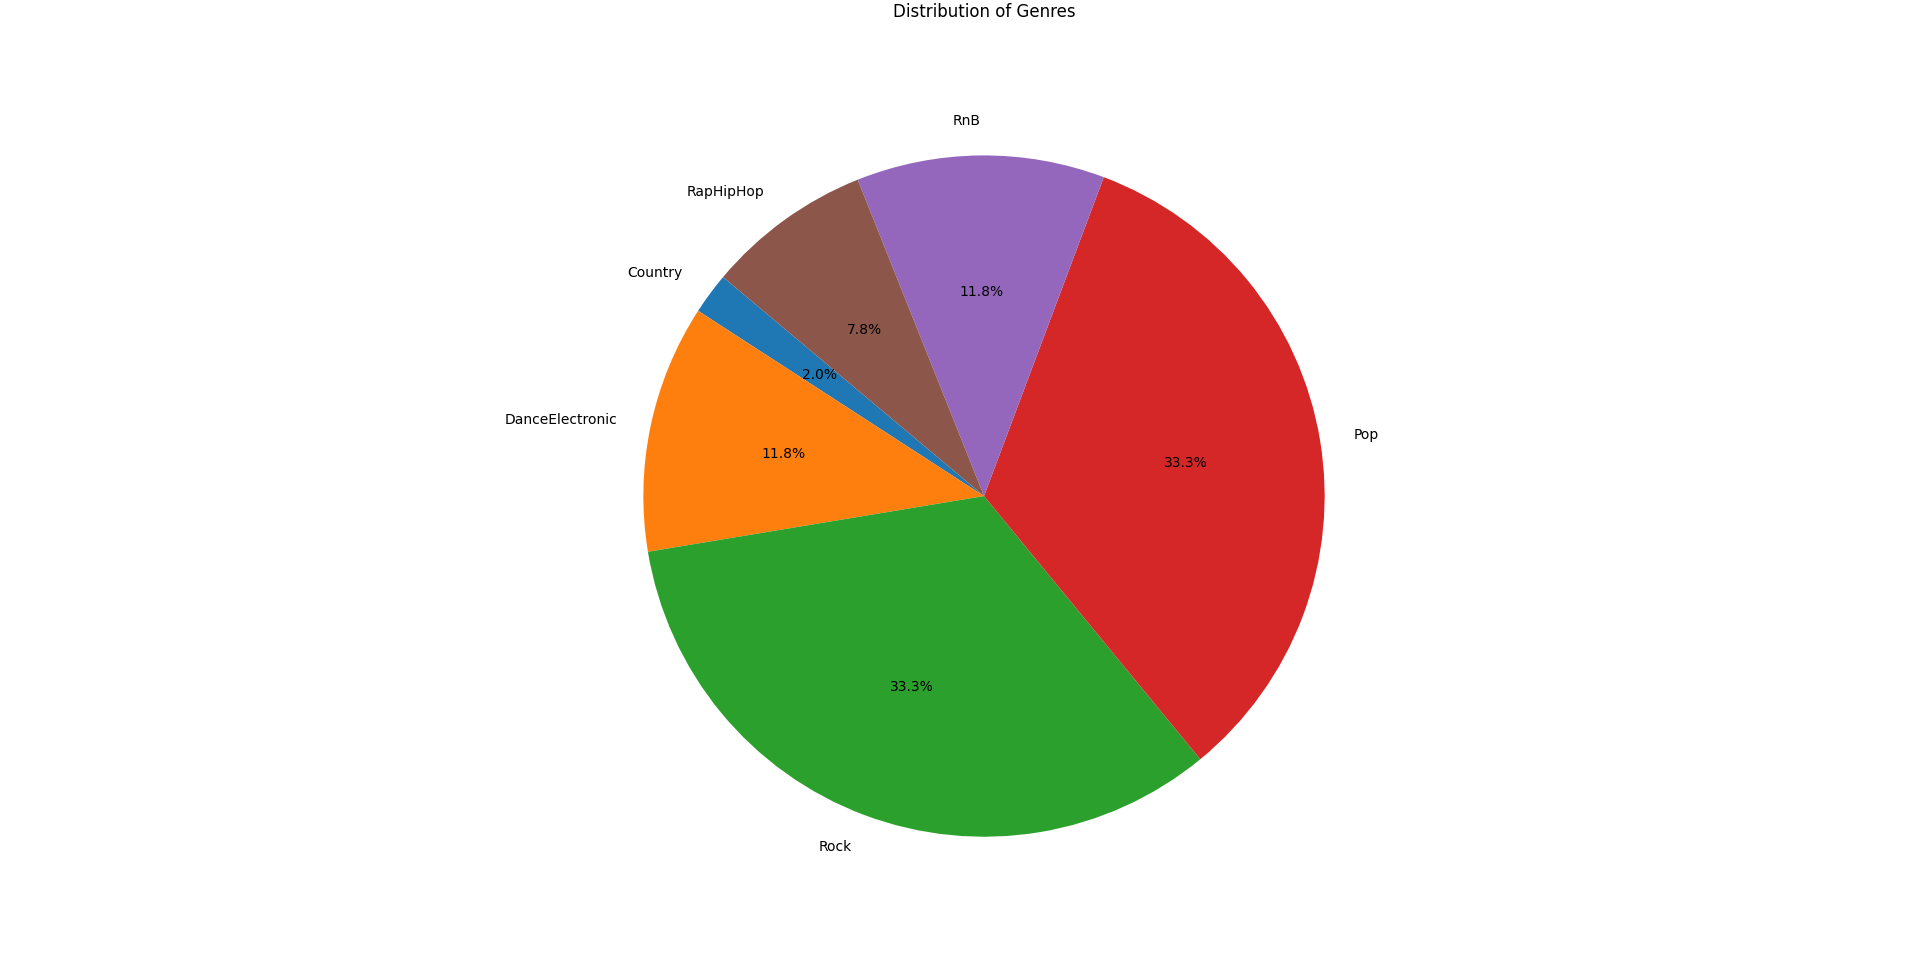 Distribution of Genres
RnB
RapHipHop
Country
11.8%
7.8%
2.0%
DanceElectronic
Pop
11.8%
33.3%
33.3%
Rock